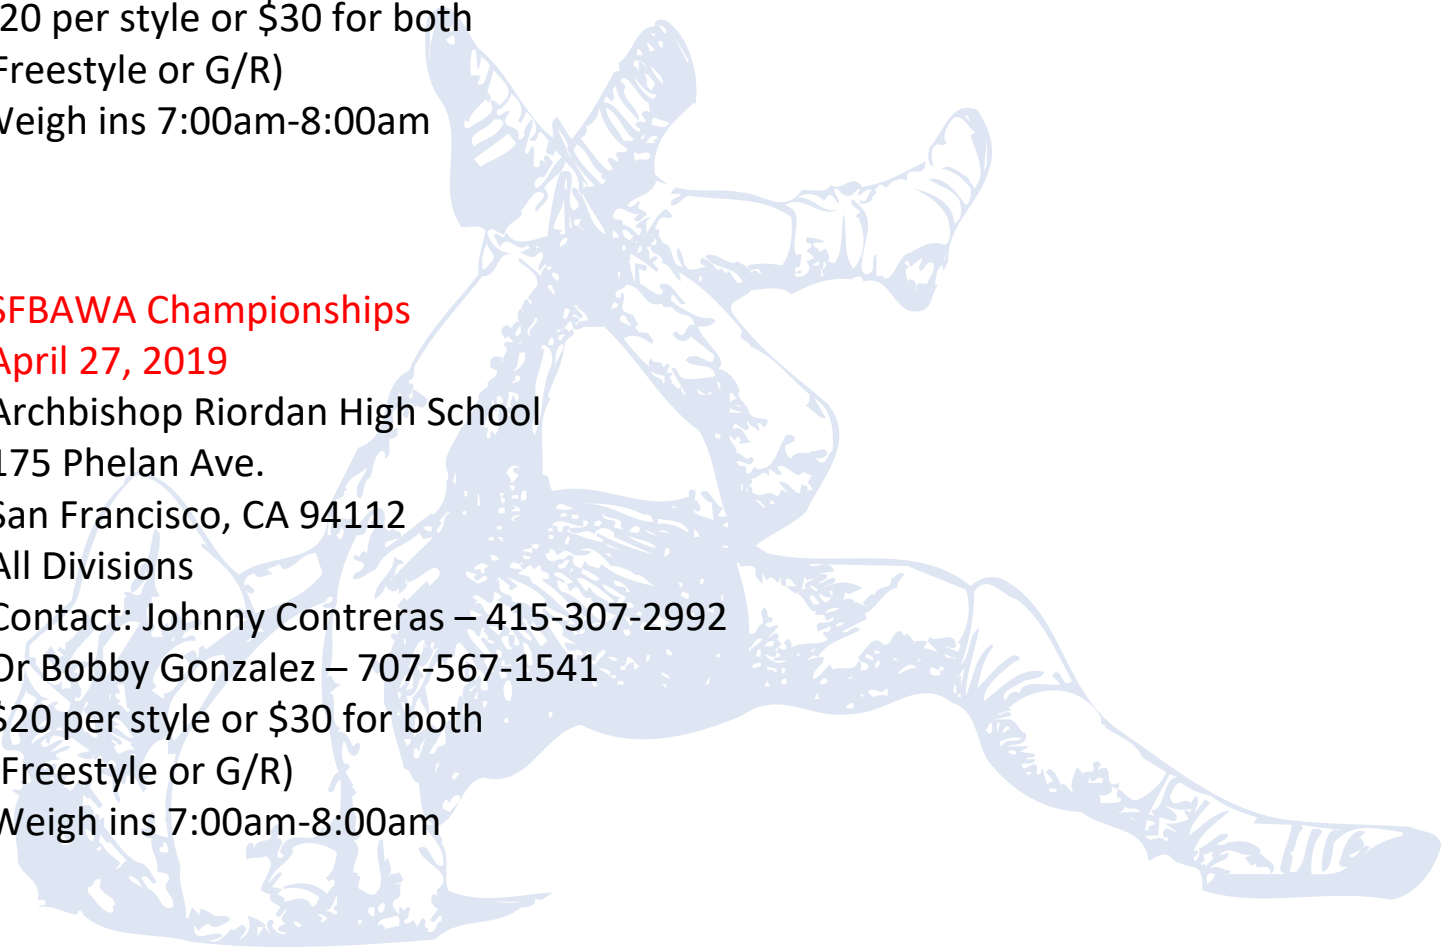 20 per style or $30 for both
Freestyle or G/R)
Weigh ins 7:00am-8:00am
SFBAWA Championships
April 27, 2019
Archbishop Riordan High School
175 Phelan Ave.
San Francisco, CA 94112
All Divisions
Contact: Johnny Contreras – 415-307-2992
Or Bobby Gonzalez – 707-567-1541
$20 per style or $30 for both
Freestyle or G/R)
Weigh ins 7:00am-8:00am